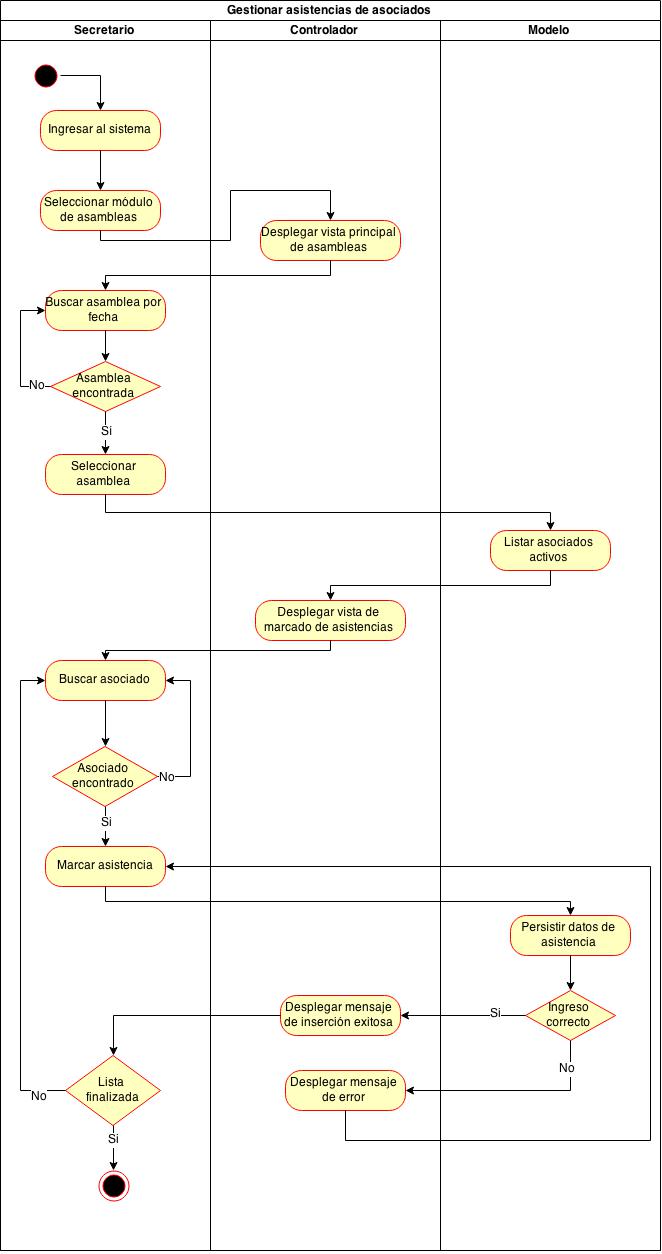 Gestionar asistencias de asociados
Secretario
Controlador
Modelo
Ingresar al sistema
Seleccionar módulo
de asambleas
Desplegar vista principal
de asambleas
Buscar asamblea por
fecha
Asamblea
encontrada
No
Si
Seleccionar
asamblea
Listar asociados
activos
Desplegar vista de
marcado de asistencias
Buscar asociado
Asociado
encontrado
No
Si
Marcar asistencia
Persistir datos de
asistencia
Ingreso
correcto
Si
Desplegar mensaje
de inserción exitosa
No
Desplegar mensaje
de error
Lista
finalizada
No
Si